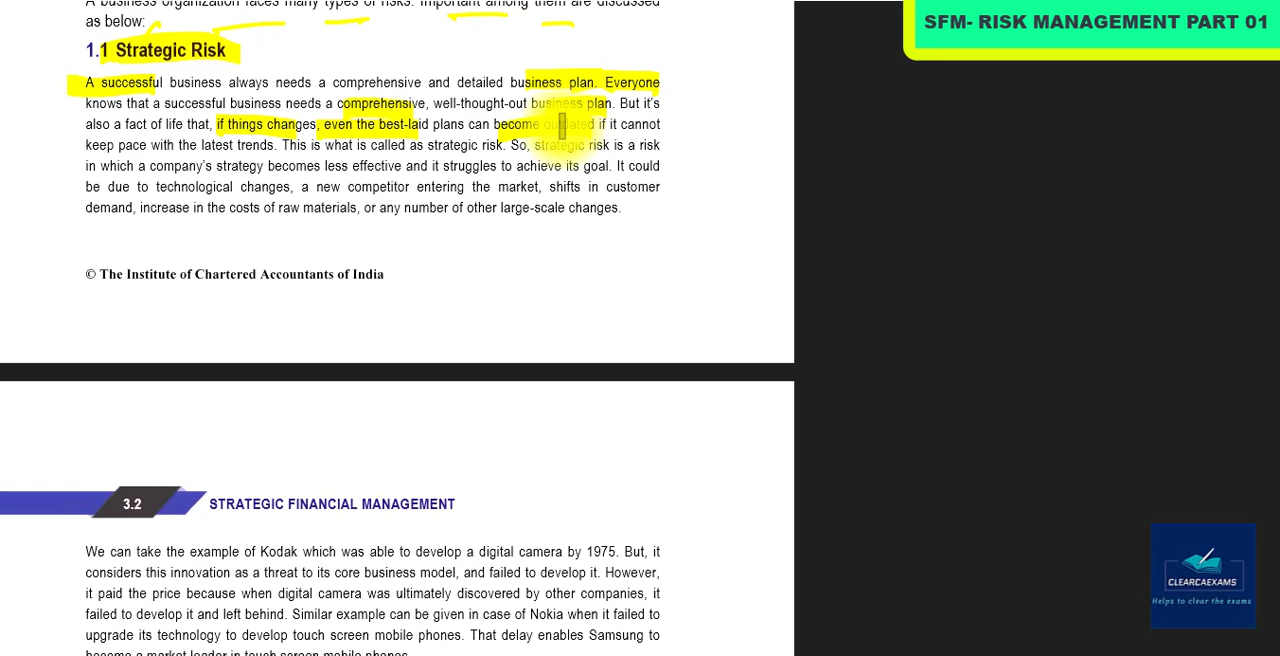 A business organization faces many types of risks. Important among them are discussed
as below:
SFM- RISK MANAGEMENT PART 01
1.1 Strategic Risk
A successful business always needs a comprehensive and detailed business plan. Everyone
knows that a successful business needs a comprehensive, well-thought-out business plan. But it's
also a fact of life that, if things changes, even the best-laid plans can become outdated if it cannot
keep pace with the latest trends. This is what is called as strategic risk. So, strategic risk is a risk
in which a company's strategy becomes less effective and it struggles to achieve its goal. It could
be due to technological changes, a new competitor entering the market, shifts in customer
demand, increase in the costs of raw materials, or any number of other large-scale changes.
© The Institute of Chartered Accountants of India
3.2 STRATEGIC FINANCIAL MANAGEMENT
We can take the example of Kodak which was able to develop a digital camera by 1975. But, it
considers this innovation as a threat to its core business model, and failed to develop it. However,
it paid the price because when digital camera was ultimately discovered by other companies, it
failed to develop it and left behind. Similar example can be given in case of Nokia when it failed to
upgrade its technology to develop touch screen mobile phones. That delay enables Samsung to
become a market leader in touch screen mobile phones.
CLEARCAEXAMS
Helps to clear the exams